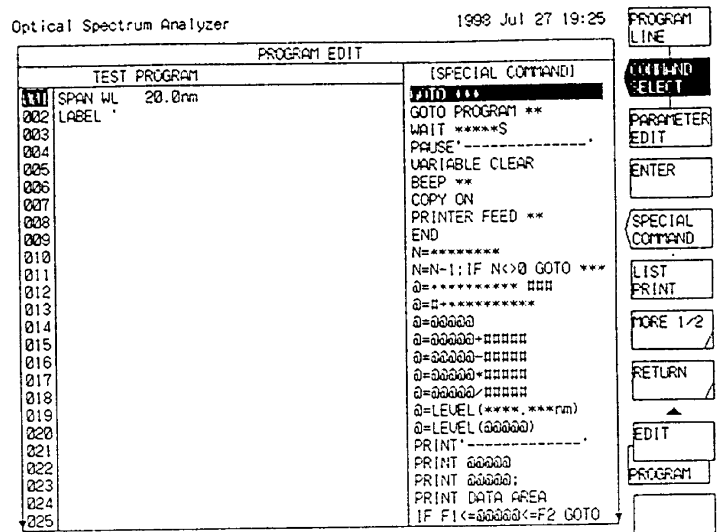 Optical Spectrum Analyzer
1998 Jul 27 19:25
PROGRAM EDIT
TEST PROGRAM
[SPECIAL COMMAND]
001 SPAN WL 20.0nm
002 LABEL '
003
004
005
006
007
008
009
010
011
012
013
014
015
016
017
018
019
020
021
022
023
024
025
GOTO ***
GOTO PROGRAM **
WAIT *****S
PAUSE'---------------'
VARIABLE CLEAR
BEEP **
COPY ON
PRINTER FEED **
END
N=********
N=N-1;IF N<>0 GOTO ***
@=********** ¤¤¤
@=¤+**********
@=@@@@@
@=@@@@@+¤¤¤¤¤
@=@@@@@-¤¤¤¤¤
@=@@@@@*¤¤¤¤¤
@=@@@@@/¤¤¤¤¤
@=LEVEL(****.***nm)
@=LEVEL(@@@@@)
PRINT'--------------'
PRINT @@@@@
PRINT @@@@@;
PRINT DATA AREA
IF F1<=@@@@@<=F2 GOTO
PROGRAM
LINE
COMMAND
SELECT
PARAMETER
EDIT
ENTER
SPECIAL
COMMAND
LIST
PRINT
MORE 1/2
RETURN
EDIT
PROGRAM